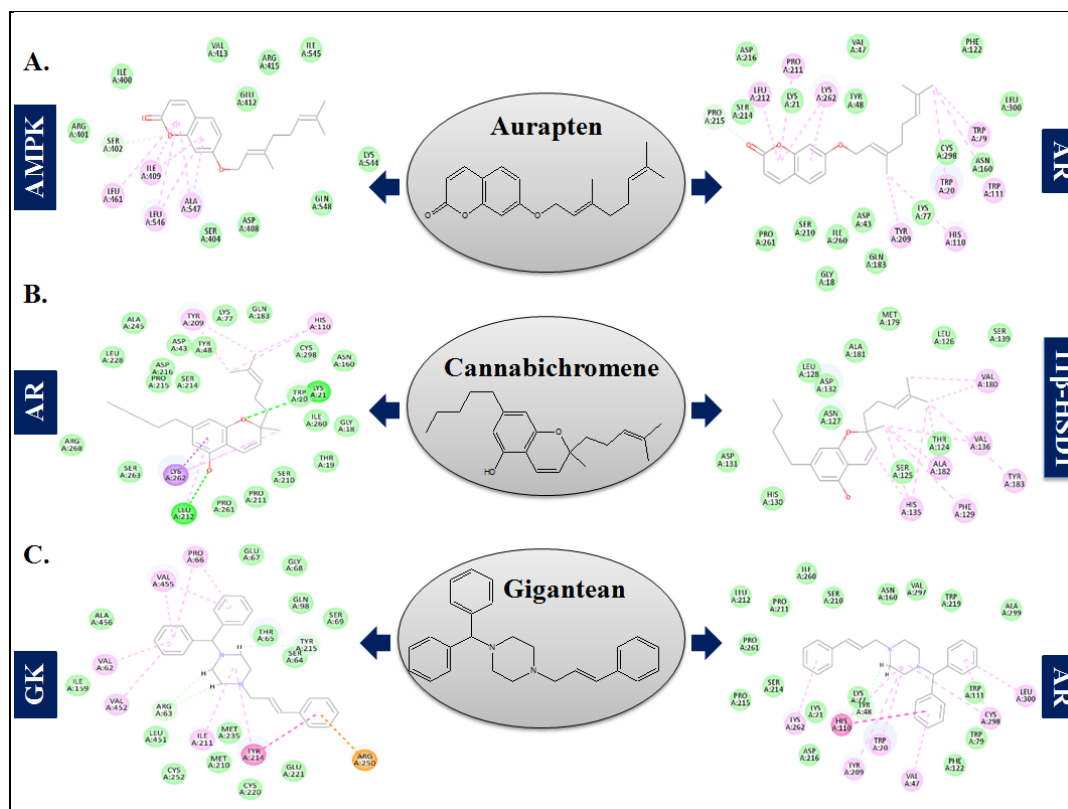 A.
AMPK
ILE A:400
VAL A:413
ARG A:415
ILE A:545
GLU A:412
ARG A:401
SER A:402
LYS A:544
ILE A:409
LEU A:461
LEU A:546
ALA A:547
SER A:404
ASP A:408
GLN A:548
O
O
O
Aurapten
O
O
O
AR
ASP A:216
VAL A:47
PHE A:122
PRO A:211
LEU A:212
LYS A:21
LYS A:262
TYR A:48
LEU A:300
PRO A:215
SER A:214
TRP A:79
CYS A:298
ASN A:160
TRP A:20
TRP A:111
LYS A:77
PRO A:261
SER A:210
ILE A:260
ASP A:43
TYR A:209
HIS A:110
GLN A:183
GLY A:18
O
O
O
B.
AR
ALA A:245
TYR A:209
LYS A:77
GLN A:183
HIS A:110
LEU A:228
ASP A:43
TYR A:48
CYS A:298
ASN A:160
ASP A:216
PRO A:215
SER A:214
TRP A:20
LYS A:21
ILE A:260
GLY A:18
ARG A:268
SER A:263
LYS A:262
THR A:19
SER A:210
PRO A:211
PRO A:261
LEU A:212
O
O
Cannabichromene
O
HO
11β-HSD1
MET A:179
LEU A:126
SER A:139
ALA A:181
LEU A:128
ASP A:132
VAL A:180
ASN A:127
THR A:124
VAL A:136
ASP A:131
SER A:125
ALA A:182
TYR A:183
HIS A:130
HIS A:135
PHE A:129
O
O
C.
GK
PRO A:66
GLU A:67
GLY A:68
VAL A:455
GLN A:98
SER A:69
ALA A:456
THR A:65
TYR A:215
SER A:64
VAL A:62
ILE A:159
VAL A:452
ARG A:63
LEU A:451
ILE A:211
MET A:235
TYR A:214
ARG A:250
CYS A:252
MET A:210
GLU A:221
CYS A:220
N
H
H
N
Gigantean
N
N
AR
LEU A:212
ILE A:260
PRO A:211
SER A:210
ASN A:160
VAL A:297
TRP A:219
ALA A:299
PRO A:261
PRO A:215
SER A:214
LYS A:77
TRP A:111
LEU A:300
LYS A:21
TYR A:48
CYS A:298
LYS A:262
HIS A:110
TRP A:20
TRP A:79
ASP A:216
TYR A:209
VAL A:47
PHE A:122
N
H
N